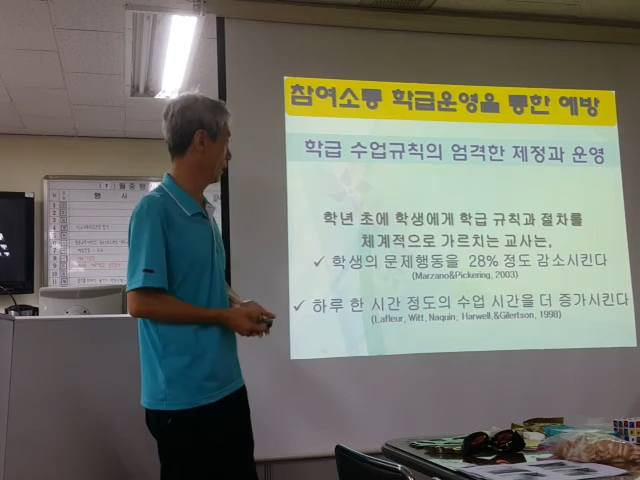 참여소통 학급운영을 통한 예방
학급 수업규칙의 엄격한 제정과 운영
학년 초에 학생에게 학급 규칙과 절차를
체계적으로 가르치는 교사는,
✓ 학생의 문제행동을 28% 정도 감소시킨다
(Marzano&Pickering, 2003)
✓ 하루 한 시간 정도의 수업 시간을 더 증가시킨다
(Lafleur, Witt, Naquin, Harwell,&Gilertson, 1998)
행 사